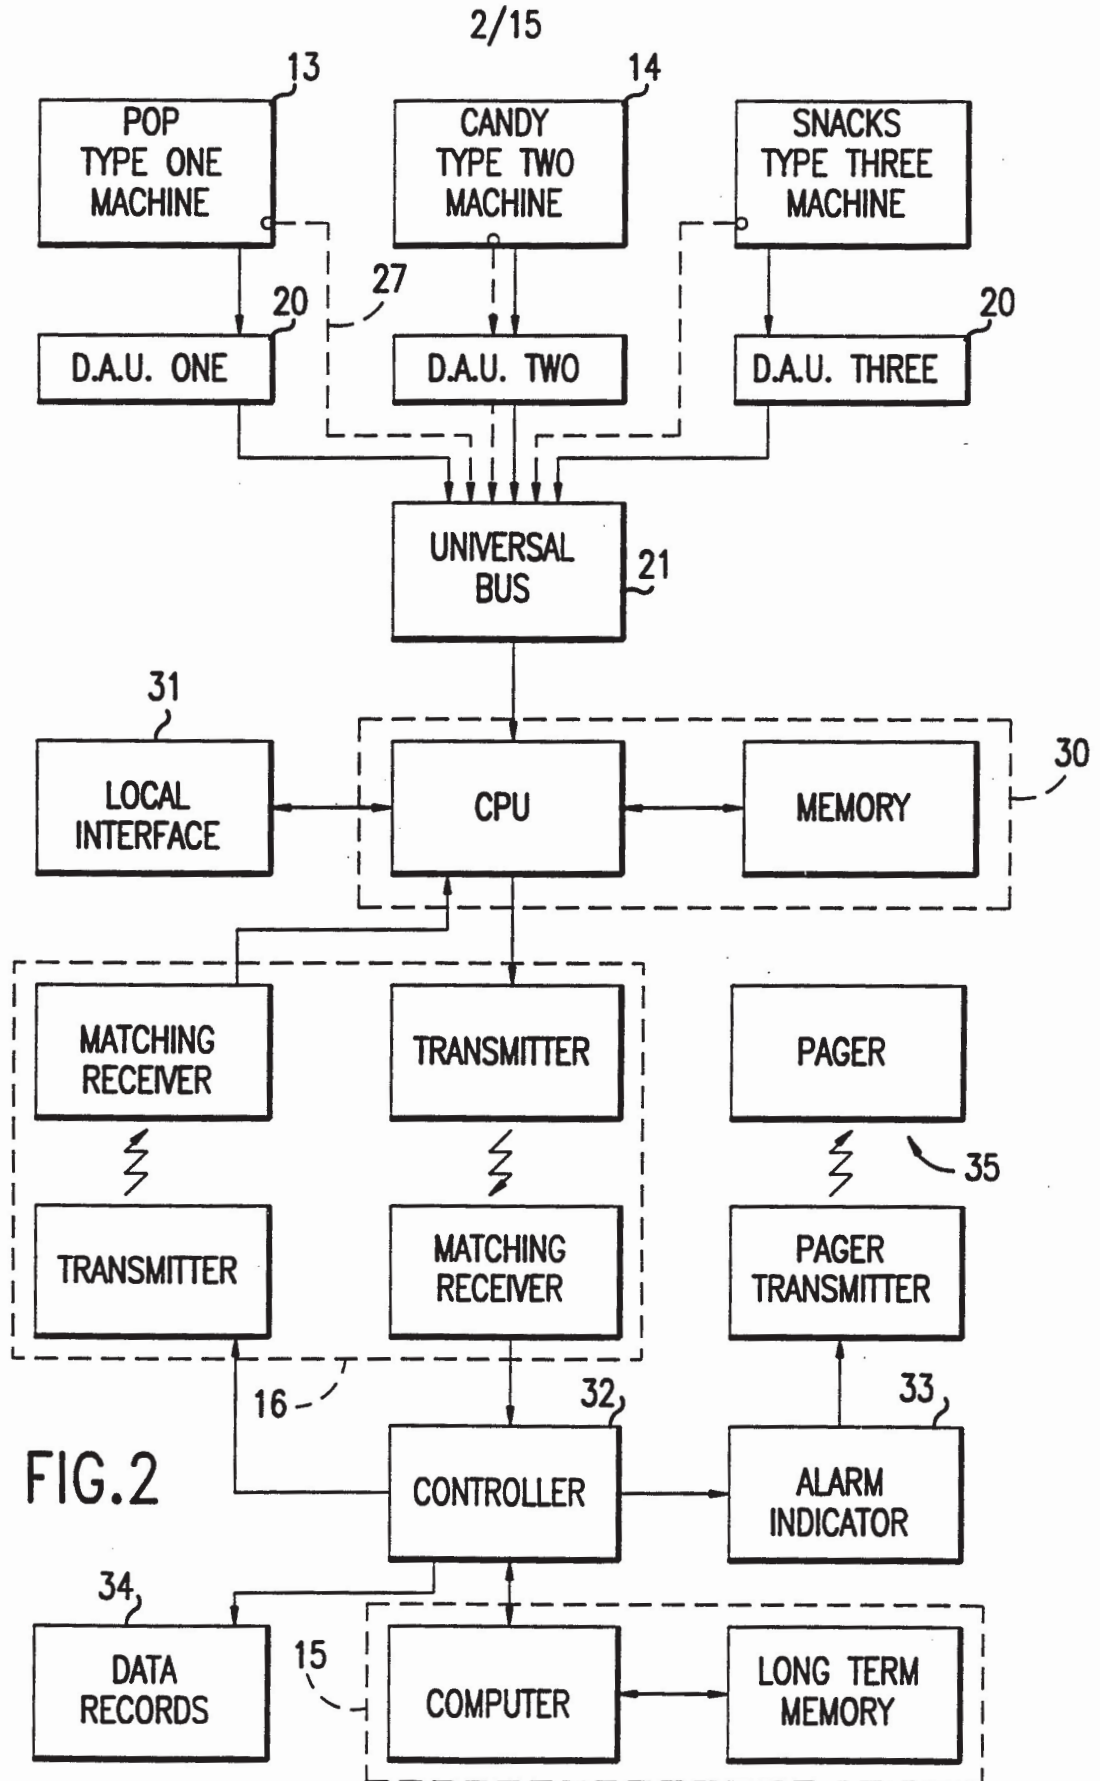 2/15
13
14
POP
TYPE ONE
MACHINE
CANDY
TYPE TWO
MACHINE
SNACKS
TYPE THREE
MACHINE
27
20
20
D.A.U. ONE
D.A.U. TWO
D.A.U. THREE
UNIVERSAL
BUS
21
31
30
LOCAL
INTERFACE
CPU
MEMORY
MATCHING
RECEIVER
TRANSMITTER
PAGER
35
TRANSMITTER
MATCHING
RECEIVER
PAGER
TRANSMITTER
16
32
33
FIG.2
CONTROLLER
ALARM
INDICATOR
34
15
DATA
RECORDS
COMPUTER
LONG TERM
MEMORY